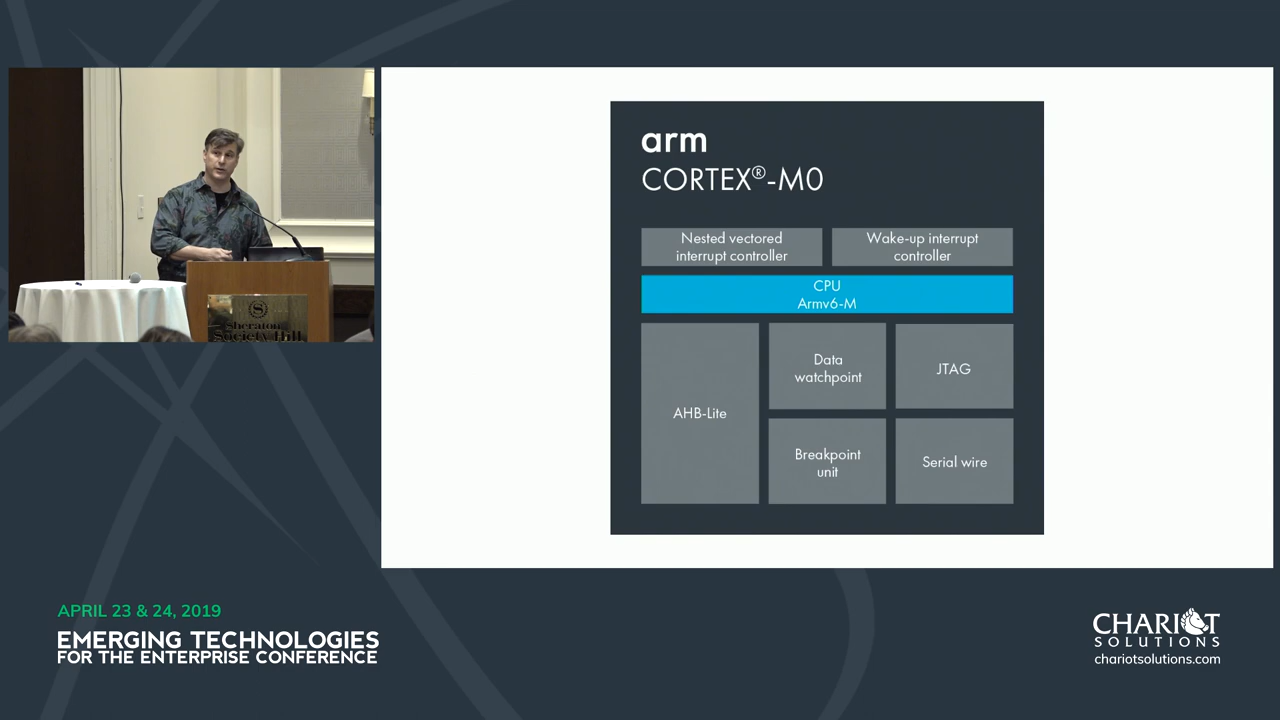 arm
CORTEX®-M0
Nested vectored
interrupt controller
Wake-up interrupt
controller
CPU
Armv6-M
AHB-Lite
Data
watchpoint
JTAG
Breakpoint
unit
Serial wire
Sheraton
Society Hill
APRIL 23 & 24, 2019
EMERGING TECHNOLOGIES
FOR THE ENTERPRISE CONFERENCE
CHARIOT
SOLUTIONS
chariotsolutions.com